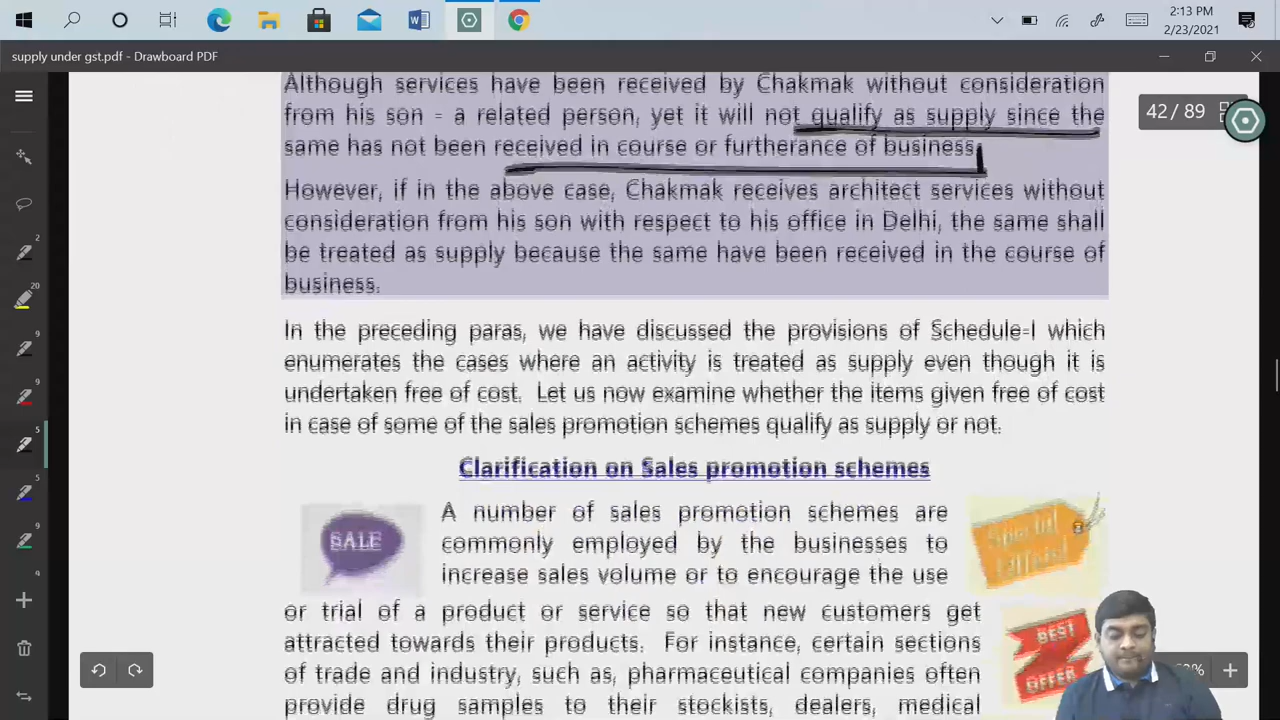 2:13 PM
2/23/2021
supply under gst.pdf - Drawboard PDF
Although services have been received by Chakmak without consideration
from his son – a related person, yet it will not qualify as supply since the
same has not been received in course or furtherance of business.
42 / 89
However, if in the above case, Chakmak receives architect services without
consideration from his son with respect to his office in Delhi, the same shall
be treated as supply because the same have been received in the course of
business.
In the preceding paras, we have discussed the provisions of Schedule-I which
enumerates the cases where an activity is treated as supply even though it is
undertaken free of cost. Let us now examine whether the items given free of cost
in case of some of the sales promotion schemes qualify as supply or not.
Clarification on Sales promotion schemes
SALE
A number of sales promotion schemes are
commonly employed by the businesses to
increase sales volume or to encourage the use
Special
Offers!
or trial of a product or service so that new customers get
attracted towards their products. For instance, certain sections
of trade and industry, such as, pharmaceutical companies often
provide drug samples to their stockists, dealers, medical
BEST
OFFER
2
20
9
9
5
5
9
9